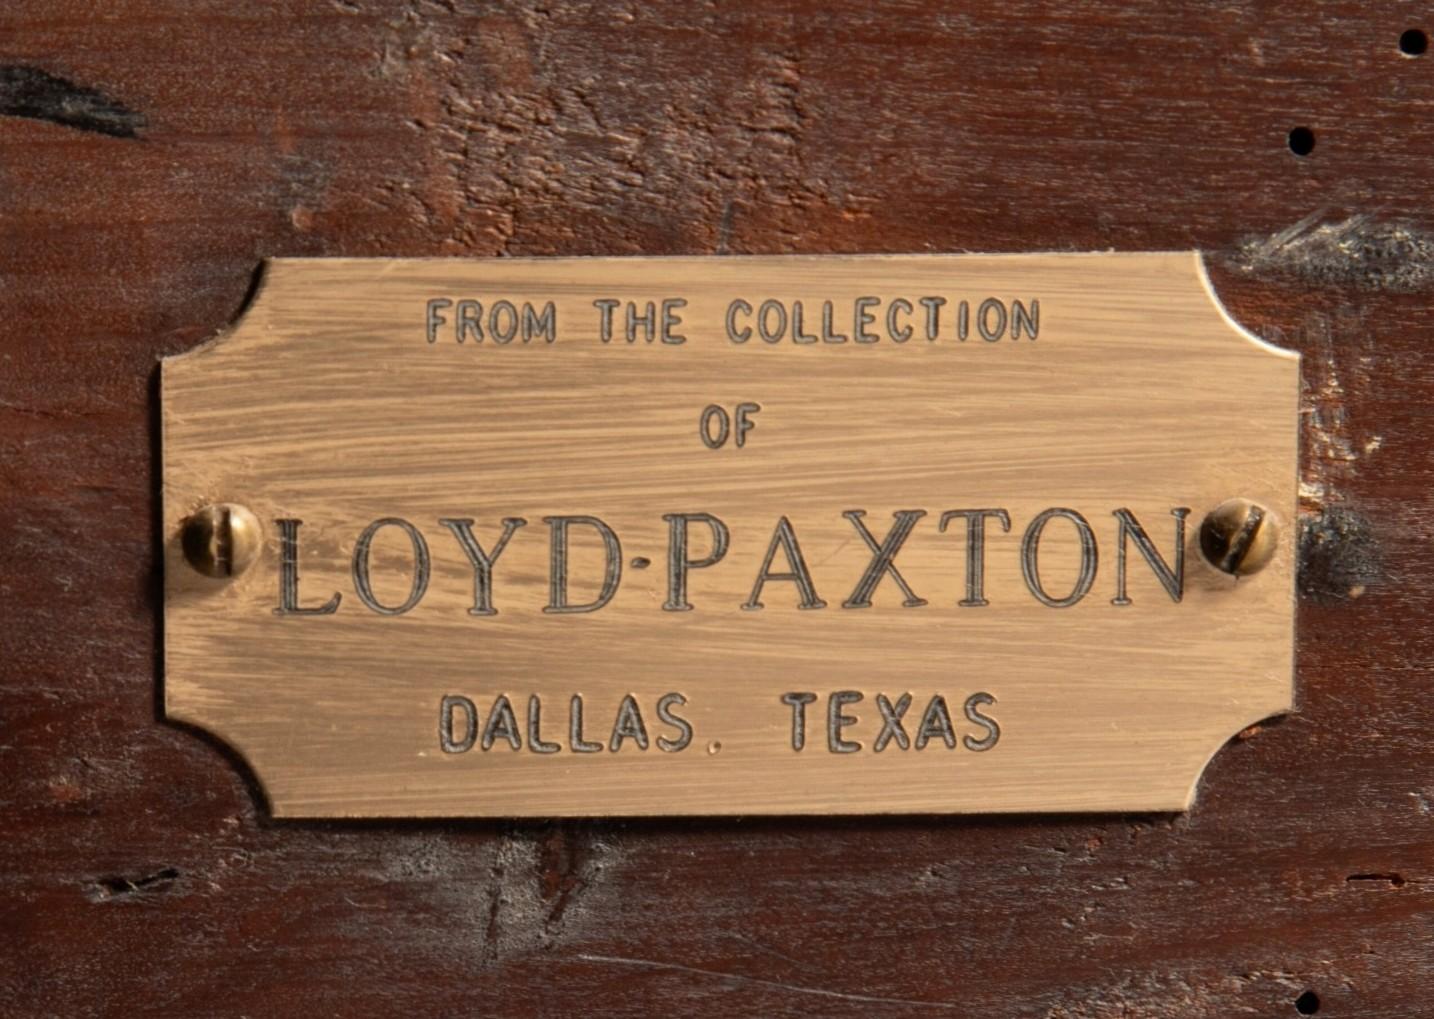 FROM THE COLLECTION
OF
LOYD·PAXTON
DALLAS, TEXAS